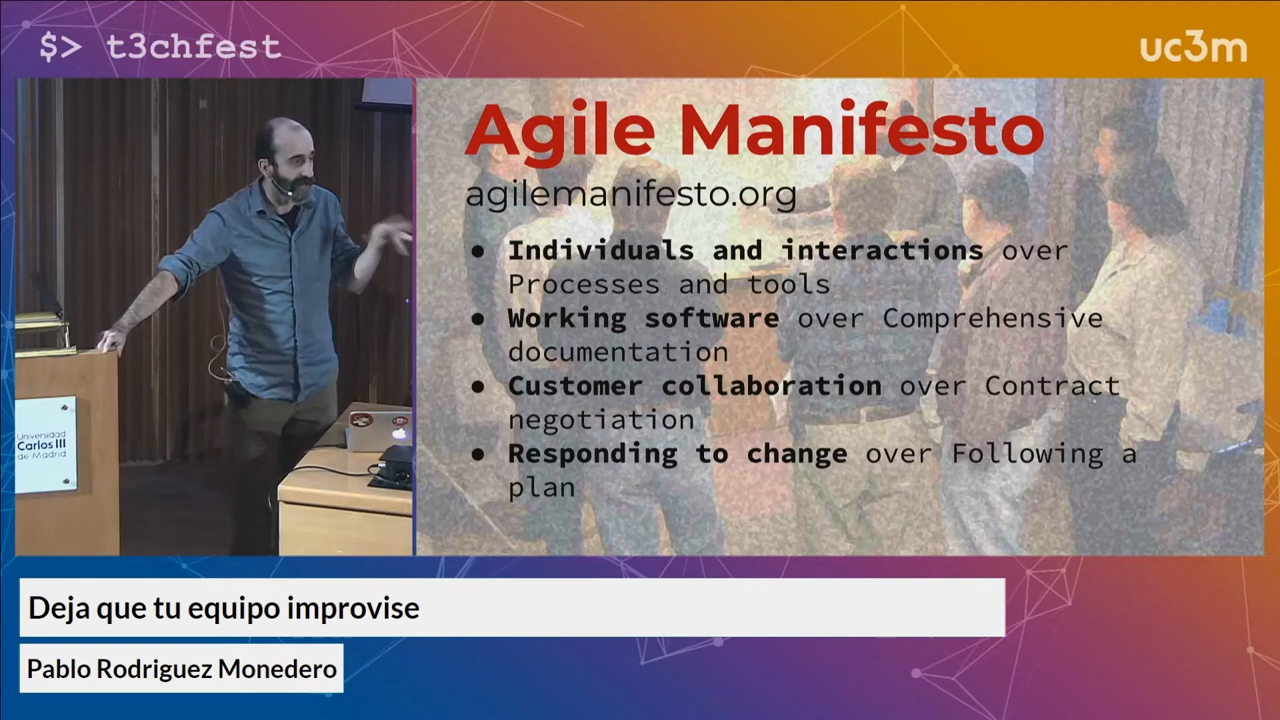 $> t3chfest
uc3m
Agile Manifesto
agilemanifesto.org
● Individuals and interactions over
Processes and tools
● Working software over Comprehensive
documentation
● Customer collaboration over Contract
negotiation
● Responding to change over Following a
plan
Universidad
Carlos III
de Madrid
Deja que tu equipo improvise
Pablo Rodriguez Monedero